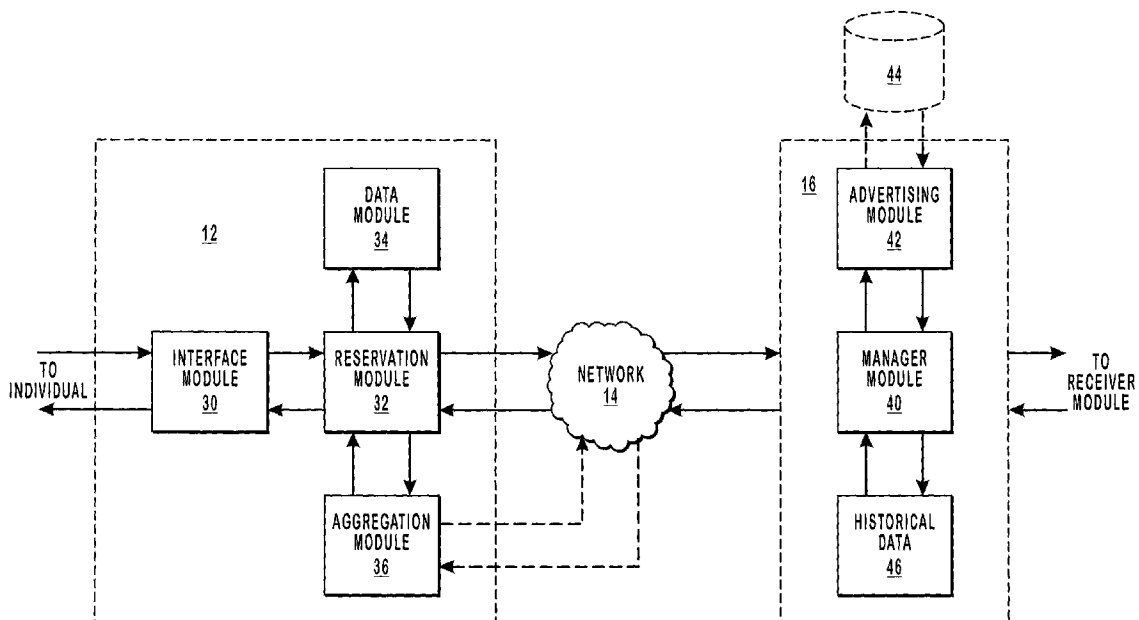 44
16
ADVERTISING
MODULE
42
DATA
MODULE
34
12
TO
INDIVIDUAL
INTERFACE
MODULE
30
RESERVATION
MODULE
32
NETWORK
14
MANAGER
MODULE
40
TO
RECEIVER
MODULE
AGGREGATION
MODULE
36
HISTORICAL
DATA
46